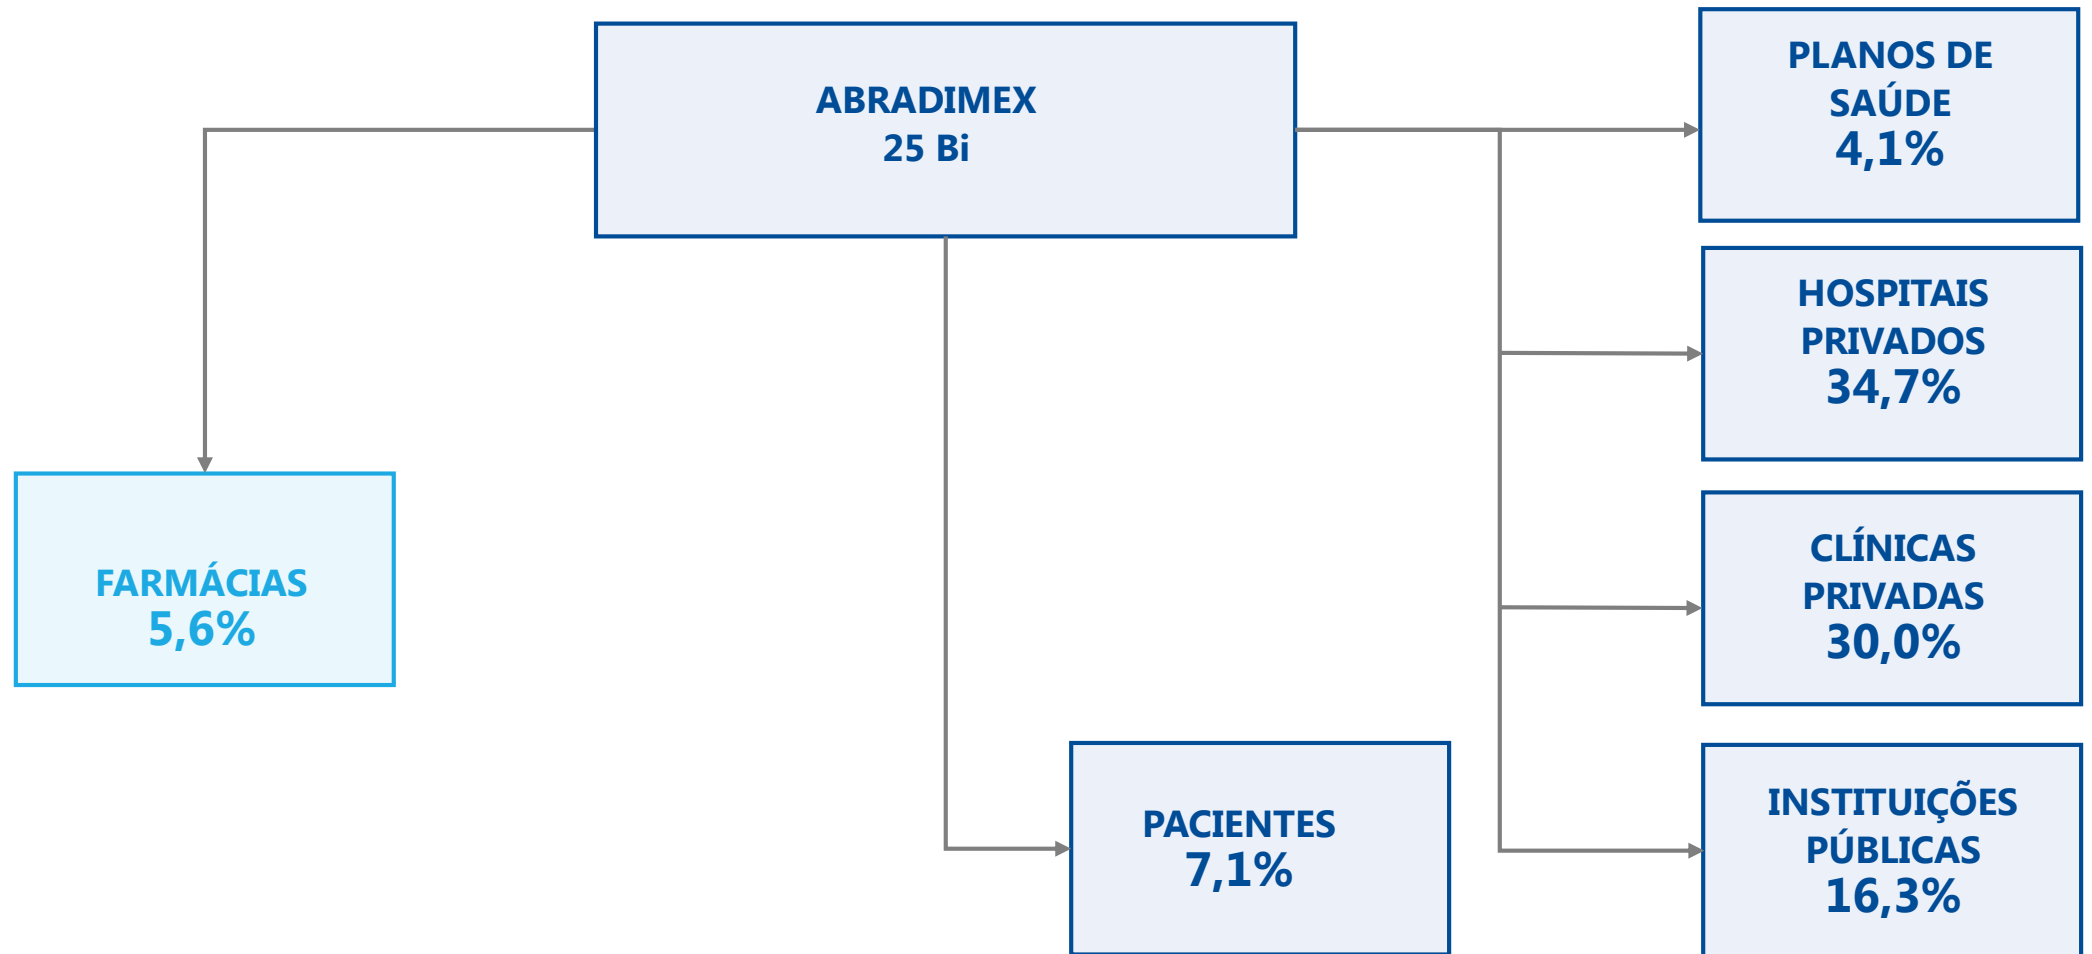 ABRADIMEX
25 Bi
PLANOS DE
SAÚDE
4,1%
HOSPITAIS
PRIVADOS
34,7%
CLÍNICAS
PRIVADAS
30,0%
FARMÁCIAS
5,6%
PACIENTES
7,1%
INSTITUIÇÕES
PÚBLICAS
16,3%